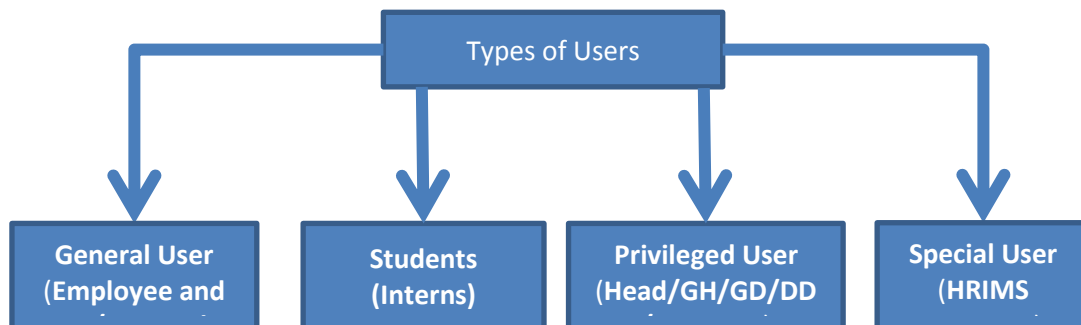 Types of Users
General User
(Employee and
Students
(Interns)
Privileged User
(Head/GH/GD/DD
Special User
(HRIMS